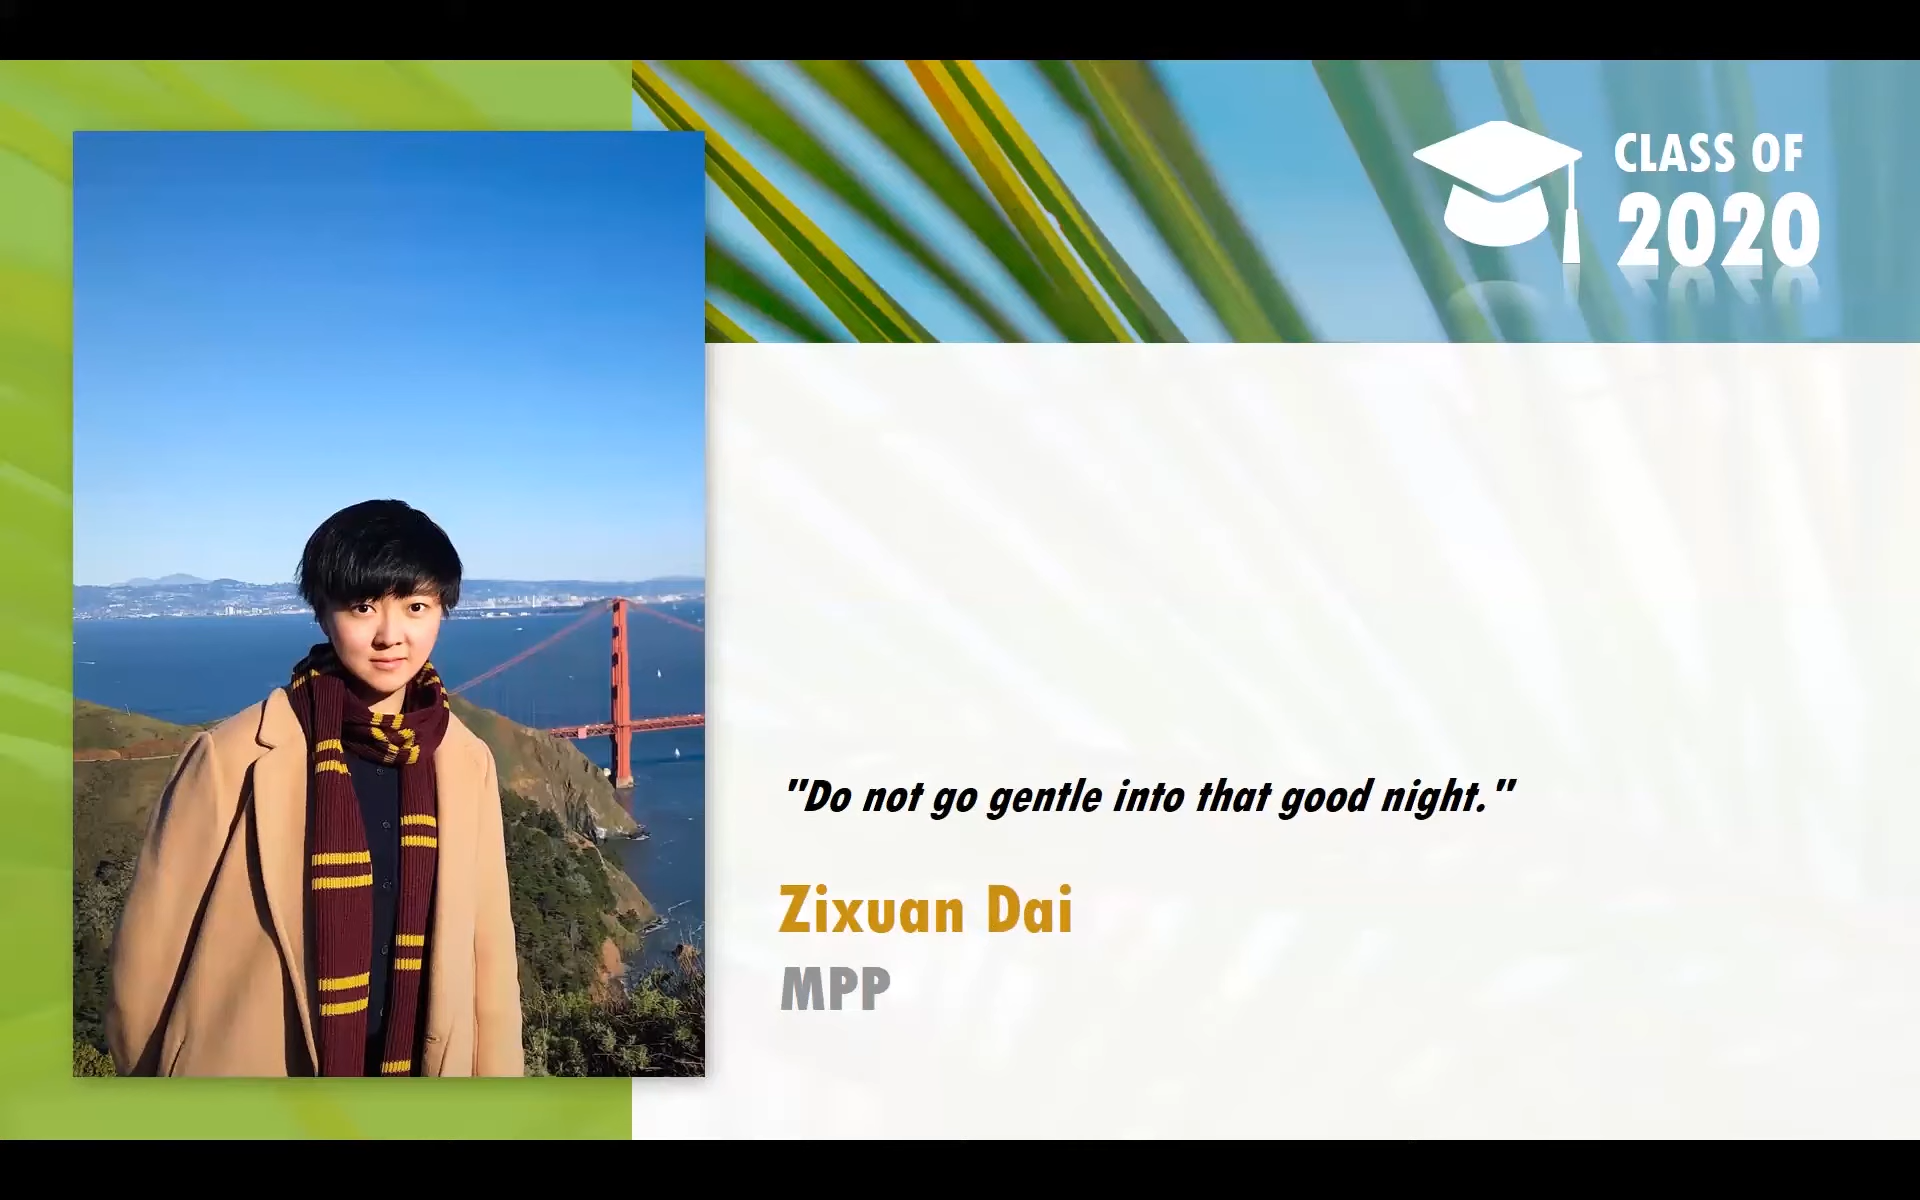 CLASS OF
2020
"Do not go gentle into that good night."
Zixuan Dai
MPP